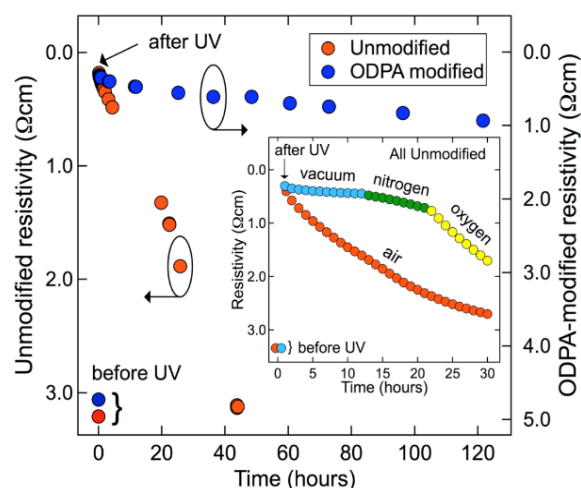 after UV
Unmodified
ODPA modified
0.0
1.0
2.0
3.0
Unmodified resistivity (Ωcm)
0.0
1.0
2.0
3.0
4.0
5.0
ODPA-modified resistivity (Ωcm)
before UV
}
0
20
40
60
80
100
120
Time (hours)
after UV
All Unmodified
vacuum
nitrogen
oxygen
air
0.0
1.0
2.0
3.0
Resistivity (Ωcm)
} before UV
0
5
10
15
20
25
30
Time (hours)